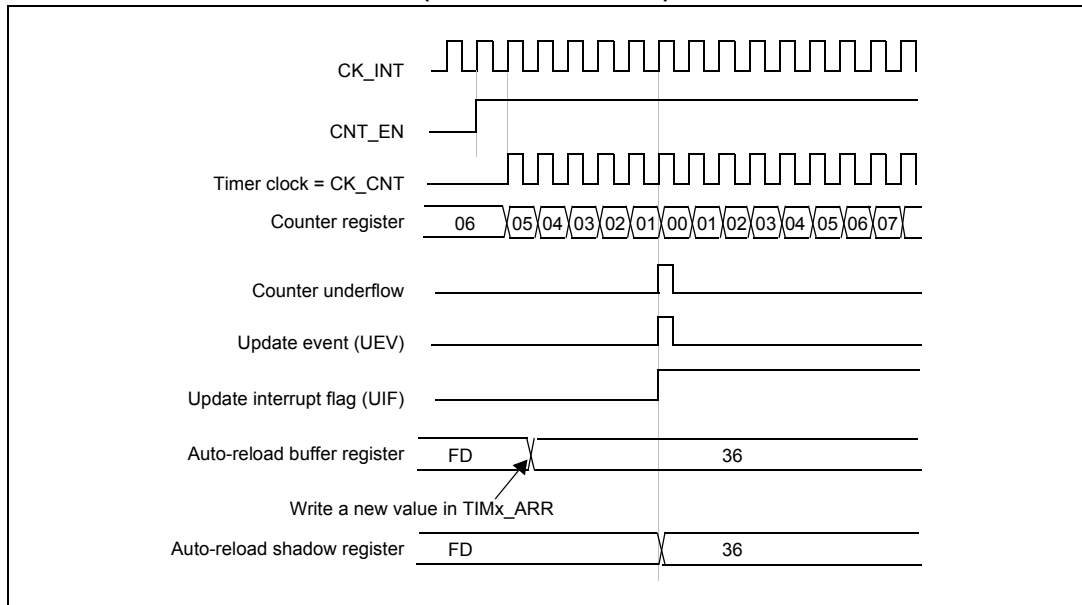 CK_INT
CNT_EN
Timer clock = CK_CNT
Counter register 06 05 04 03 02 01 00 01 02 03 04 05 06 07
Counter underflow
Update event (UEV)
Update interrupt flag (UIF)
Auto-reload buffer register FD 36
Write a new value in TIMx_ARR
Auto-reload shadow register FD 36